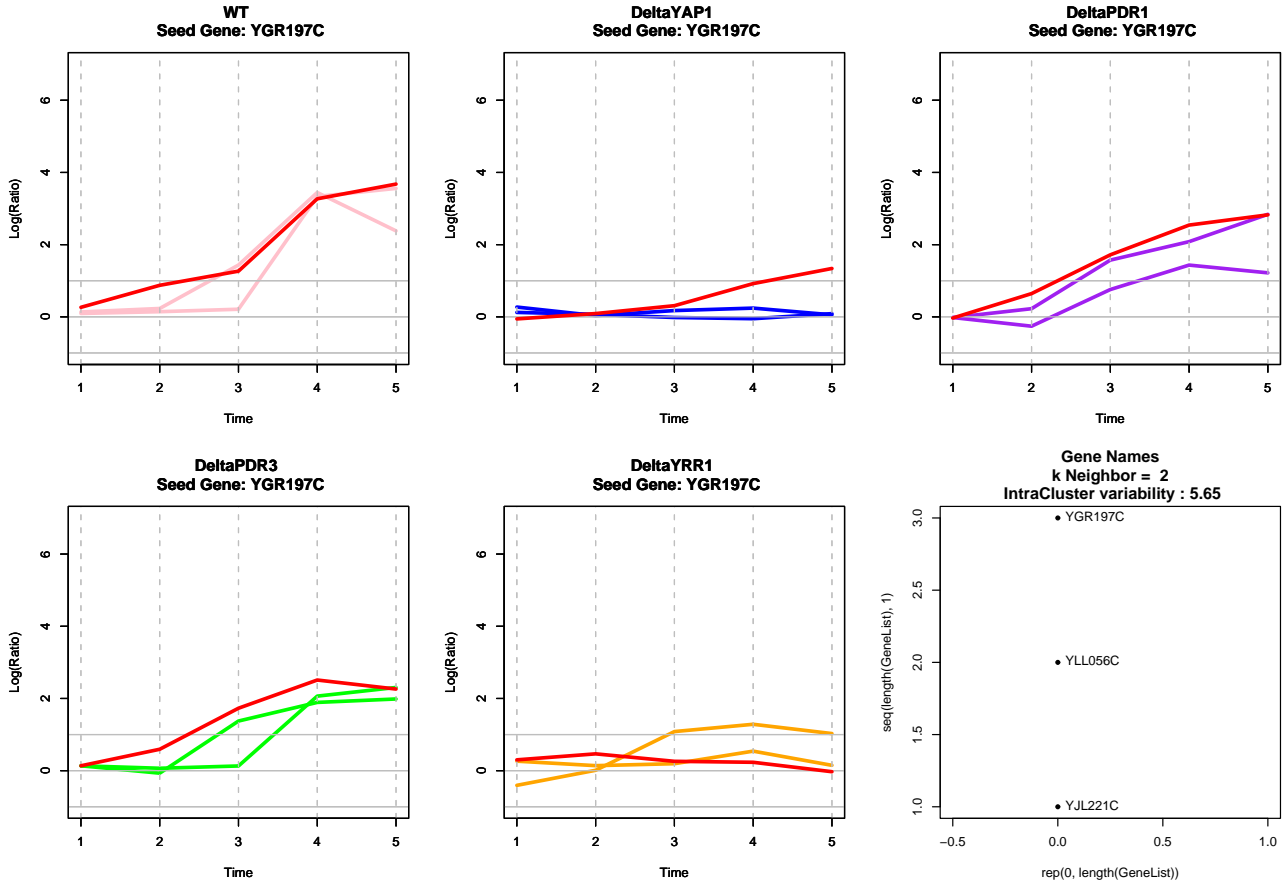 WT
Seed Gene: YGR197C
Log(Ratio)
0 2 4 6
1 2 3 4 5
Time
DeltaYAP1
Seed Gene: YGR197C
Log(Ratio)
0 2 4 6
1 2 3 4 5
Time
DeltaPDR1
Seed Gene: YGR197C
Log(Ratio)
0 2 4 6
1 2 3 4 5
Time
DeltaPDR3
Seed Gene: YGR197C
Log(Ratio)
0 2 4 6
1 2 3 4 5
Time
DeltaYRR1
Seed Gene: YGR197C
Log(Ratio)
0 2 4 6
1 2 3 4 5
Time
Gene Names
k Neighbor = 2
IntraCluster variability : 5.65
seq(length(GeneList), 1)
1.0 1.5 2.0 2.5 3.0
YGR197C
YLL056C
YJL221C
−0.5 0.0 0.5 1.0
rep(0, length(GeneList))